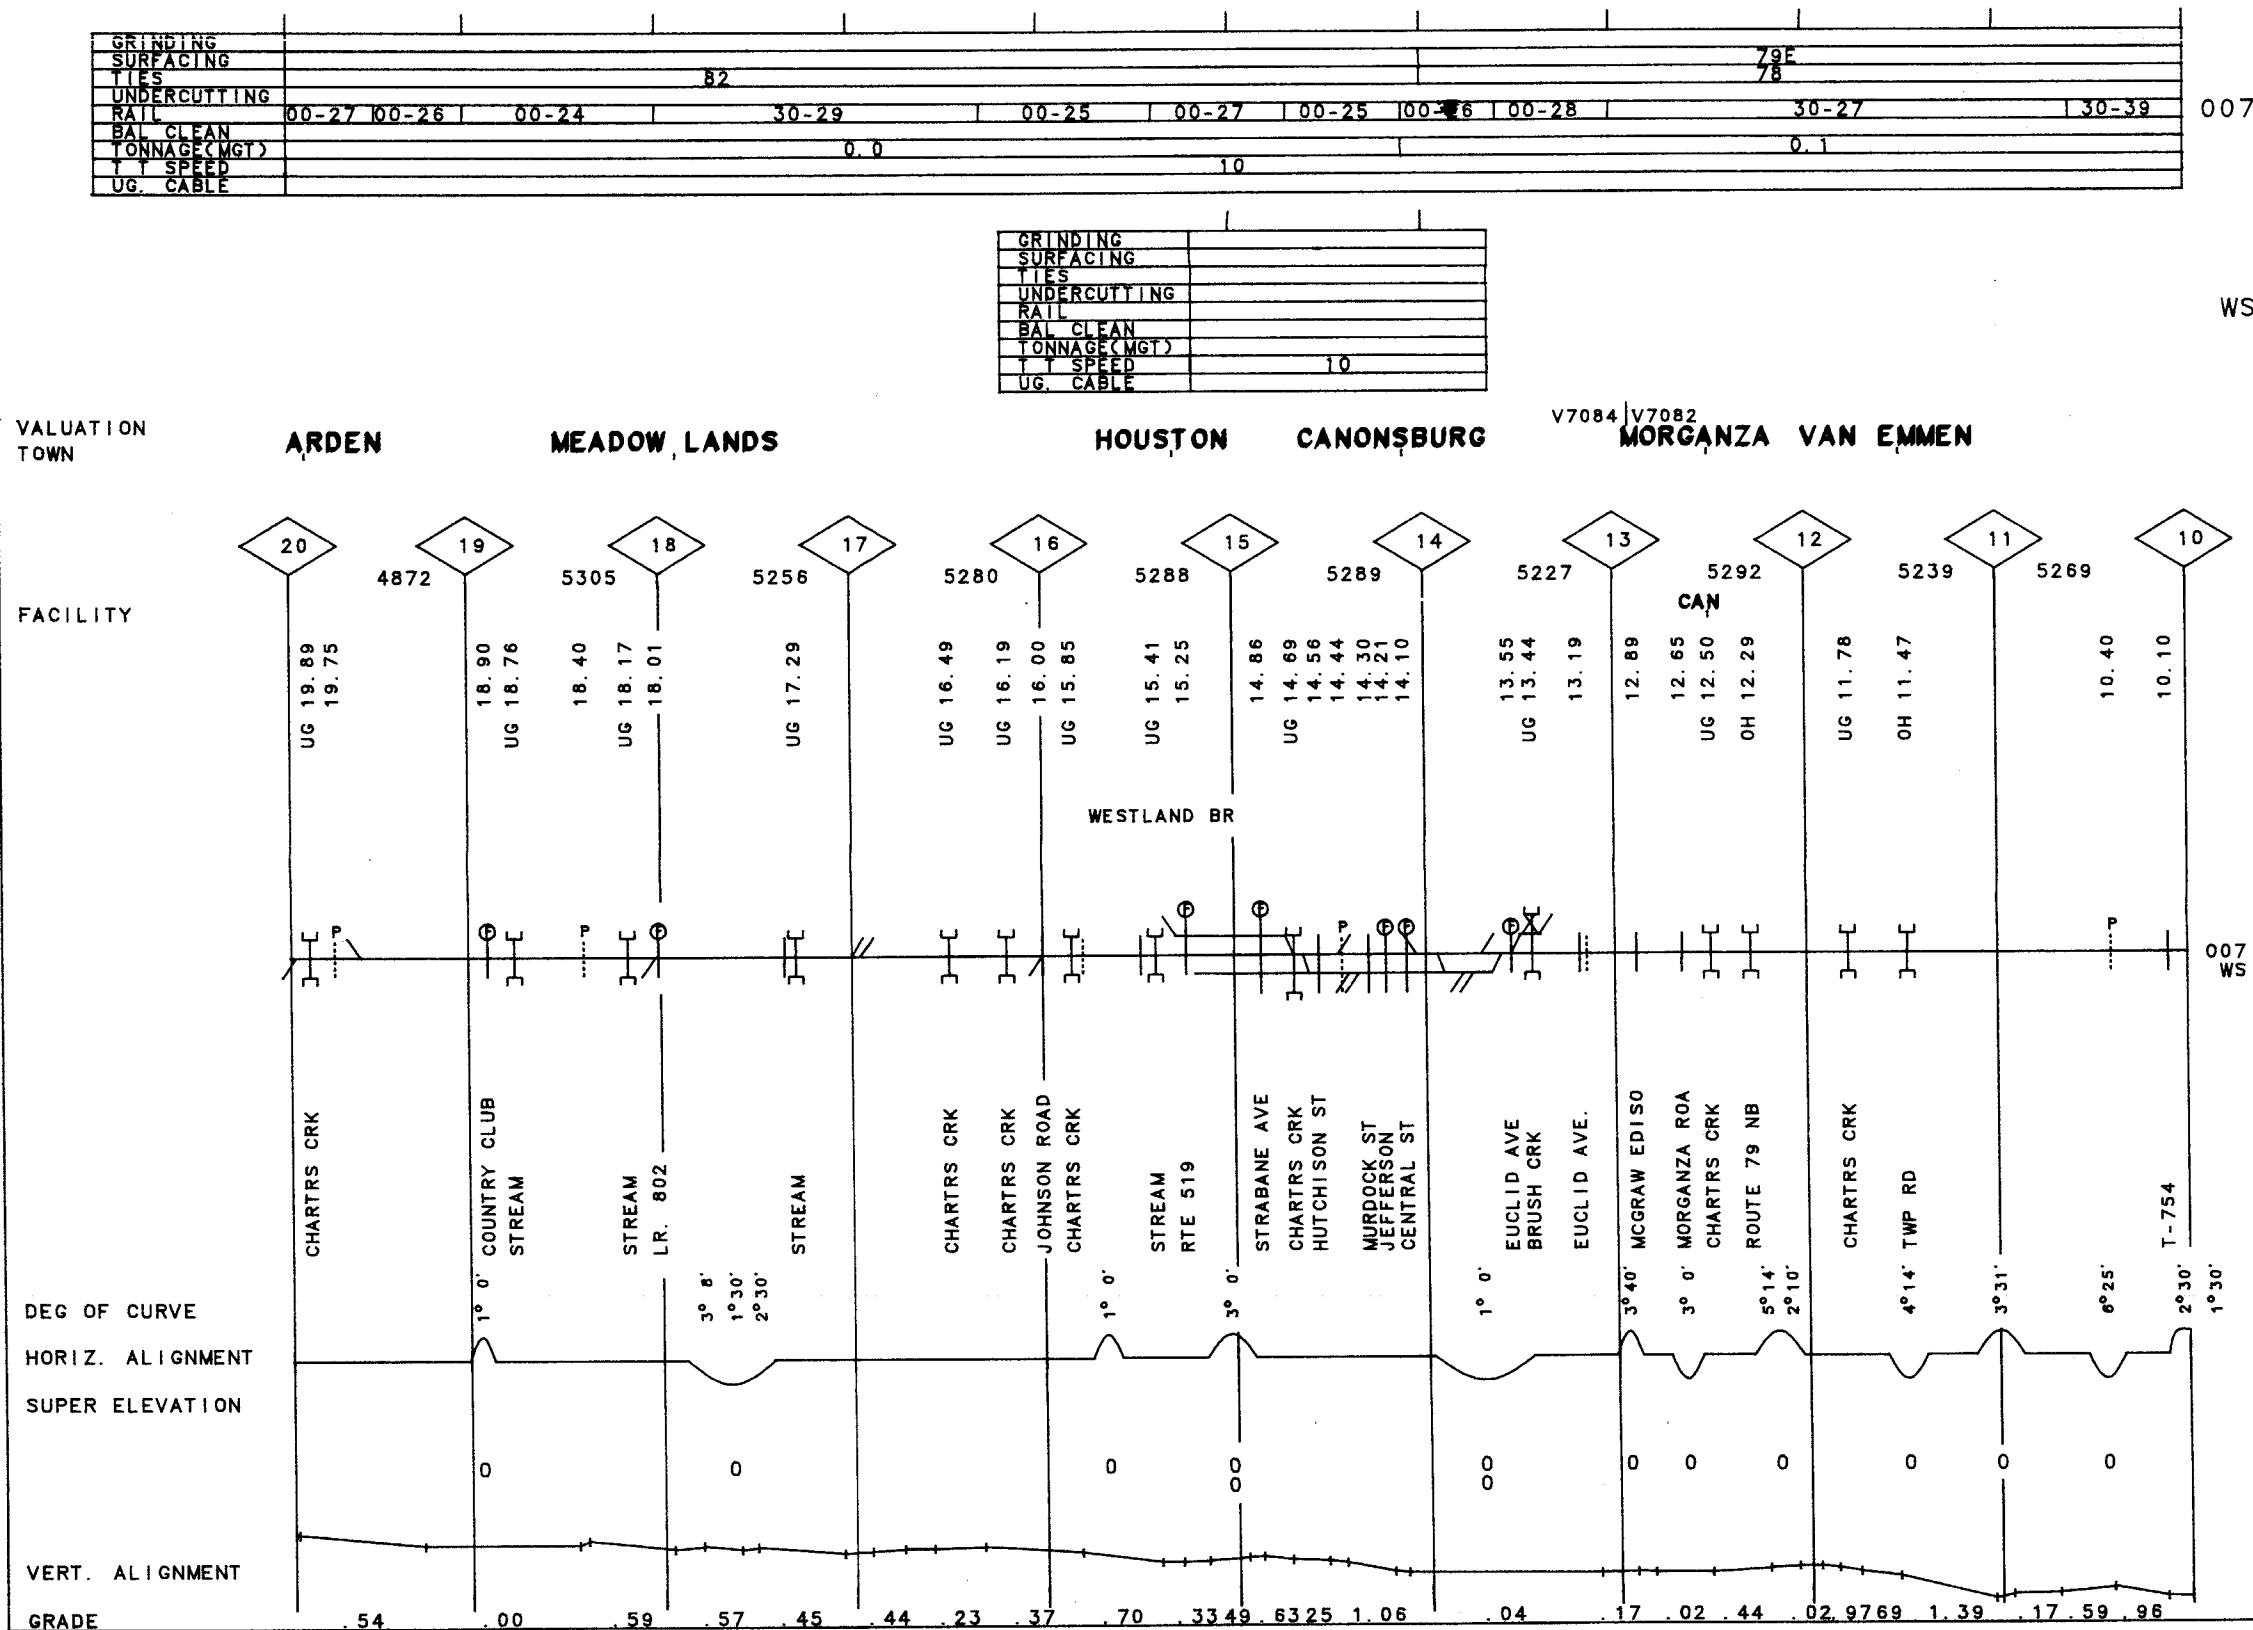 GRINDING
SURFACING 79E
TIES 82 78
UNDERCUTTING
RAIL 00-27 00-26 00-24 30-29 00-25 00-27 00-25 00-26 00-28 30-27 30-39 007
BAL CLEAN
TONNAGE(MGT) 0.0 0.1
T T SPEED 10
UG. CABLE
GRINDING
SURFACING
TIES
UNDERCUTTING
RAIL
BAL CLEAN
TONNAGE(MGT)
T T SPEED 10
UG. CABLE
WS
VALUATION V7084 V7082
TOWN ARDEN MEADOW LANDS HOUSTON CANONSBURG MORGANZA VAN EMMEN
20 19 18 17 16 15 14 13 12 11 10
4872 5305 5256 5280 5288 5289 5227 5292 5239 5269
FACILITY CAN
UG 19.89
19.75
18.90
UG 18.76
18.40
UG 18.17
18.01
UG 17.29
UG 16.49
UG 16.19
16.00
UG 15.85
UG 15.41
15.25
14.86
UG 14.69
14.56
14.44
14.30
14.21
14.10
13.55
UG 13.44
13.19
12.89
12.65
UG 12.50
OH 12.29
UG 11.78
OH 11.47
10.40
10.10
WESTLAND BR
P F P F F F P F F F P
007
WS
CHARTRS CRK
COUNTRY CLUB
STREAM
STREAM
LR. 802
STREAM
CHARTRS CRK
CHARTRS CRK
JOHNSON ROAD
CHARTRS CRK
STREAM
RTE 519
STRABANE AVE
CHARTRS CRK
HUTCHISON ST
MURDOCK ST
JEFFERSON
CENTRAL ST
EUCLID AVE
BRUSH CRK
EUCLID AVE.
MCGRAW EDISO
MORGANZA ROA
CHARTRS CRK
ROUTE 79 NB
CHARTRS CRK
TWP RD
T-754
DEG OF CURVE 1° 0' 3° 8' 1°30' 2°30' 1° 0' 3° 0' 1° 0' 3°40' 3° 0' 5°14' 2°10' 4°14' 3°31' 6°25' 2°30' 1°30'
HORIZ. ALIGNMENT
SUPER ELEVATION
0 0 0 0 0 0 0 0 0 0 0 0
0 0
VERT. ALIGNMENT
GRADE .54 .00 .59 .57 .45 .44 .23 .37 .70 .33 49 .63 25 1.06 .04 .17 .02 .44 .02 .97 69 1.39 .17 .59 .96